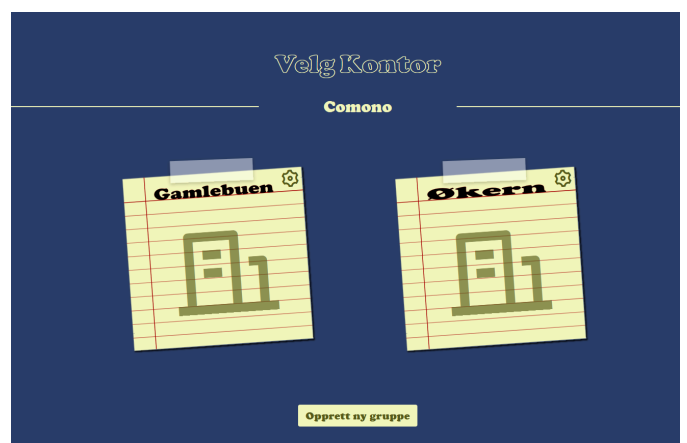 Velg Kontor
Comono
Gamlebuen
Økern
Opprett ny gruppe